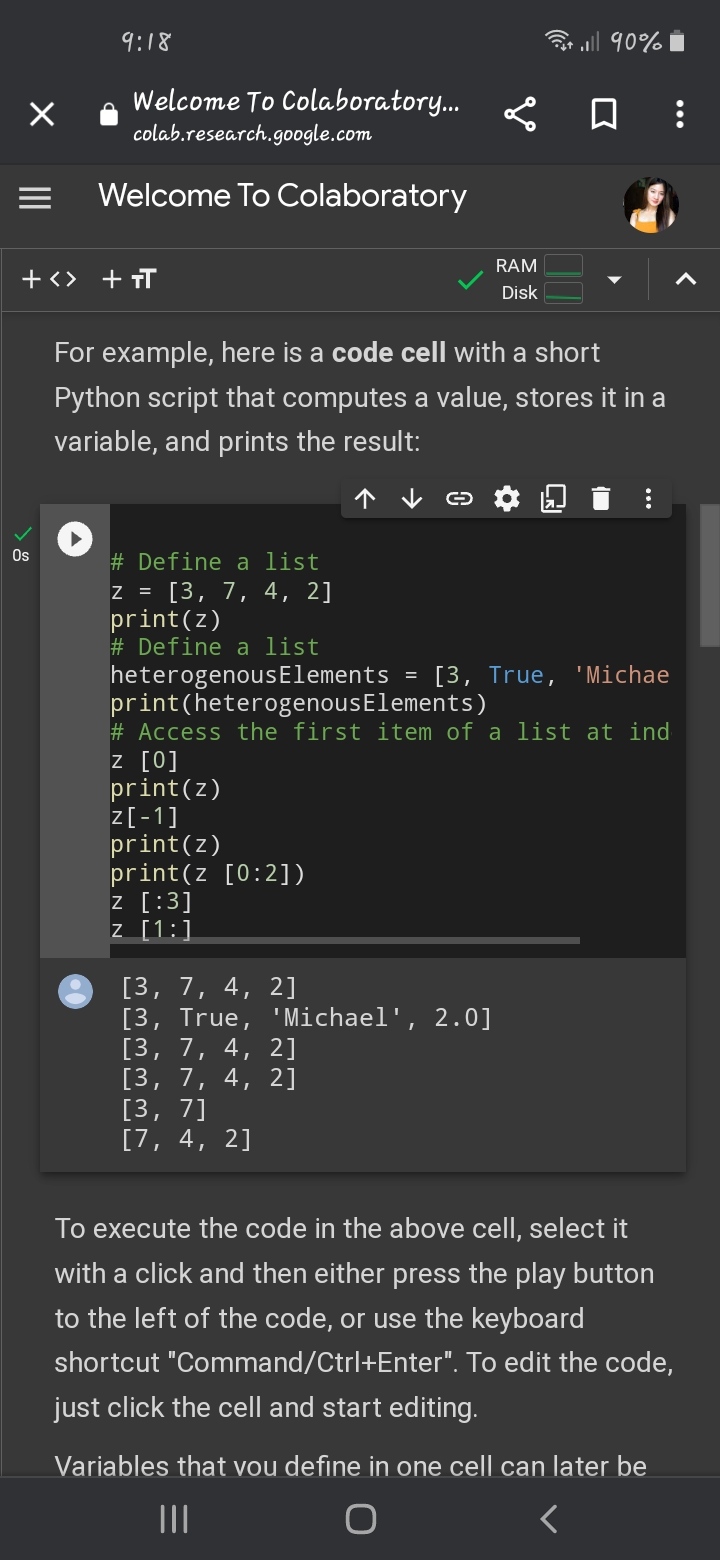 9:18
90%
Welcome To Colaboratory...
colab.research.google.com
Welcome To Colaboratory
RAM
Disk
For example, here is a code cell with a short
Python script that computes a value, stores it in a
variable, and prints the result:
0s
# Define a list
z = [3, 7, 4, 2]
print(z)
# Define a list
heterogenousElements = [3, True, 'Michae
print(heterogenousElements)
# Access the first item of a list at ind
z [0]
print(z)
z[-1]
print(z)
print(z [0:2])
z [:3]
z [1:]
[3, 7, 4, 2]
[3, True, 'Michael', 2.0]
[3, 7, 4, 2]
[3, 7, 4, 2]
[3, 7]
[7, 4, 2]
To execute the code in the above cell, select it
with a click and then either press the play button
to the left of the code, or use the keyboard
shortcut "Command/Ctrl+Enter". To edit the code,
just click the cell and start editing.
Variables that you define in one cell can later be